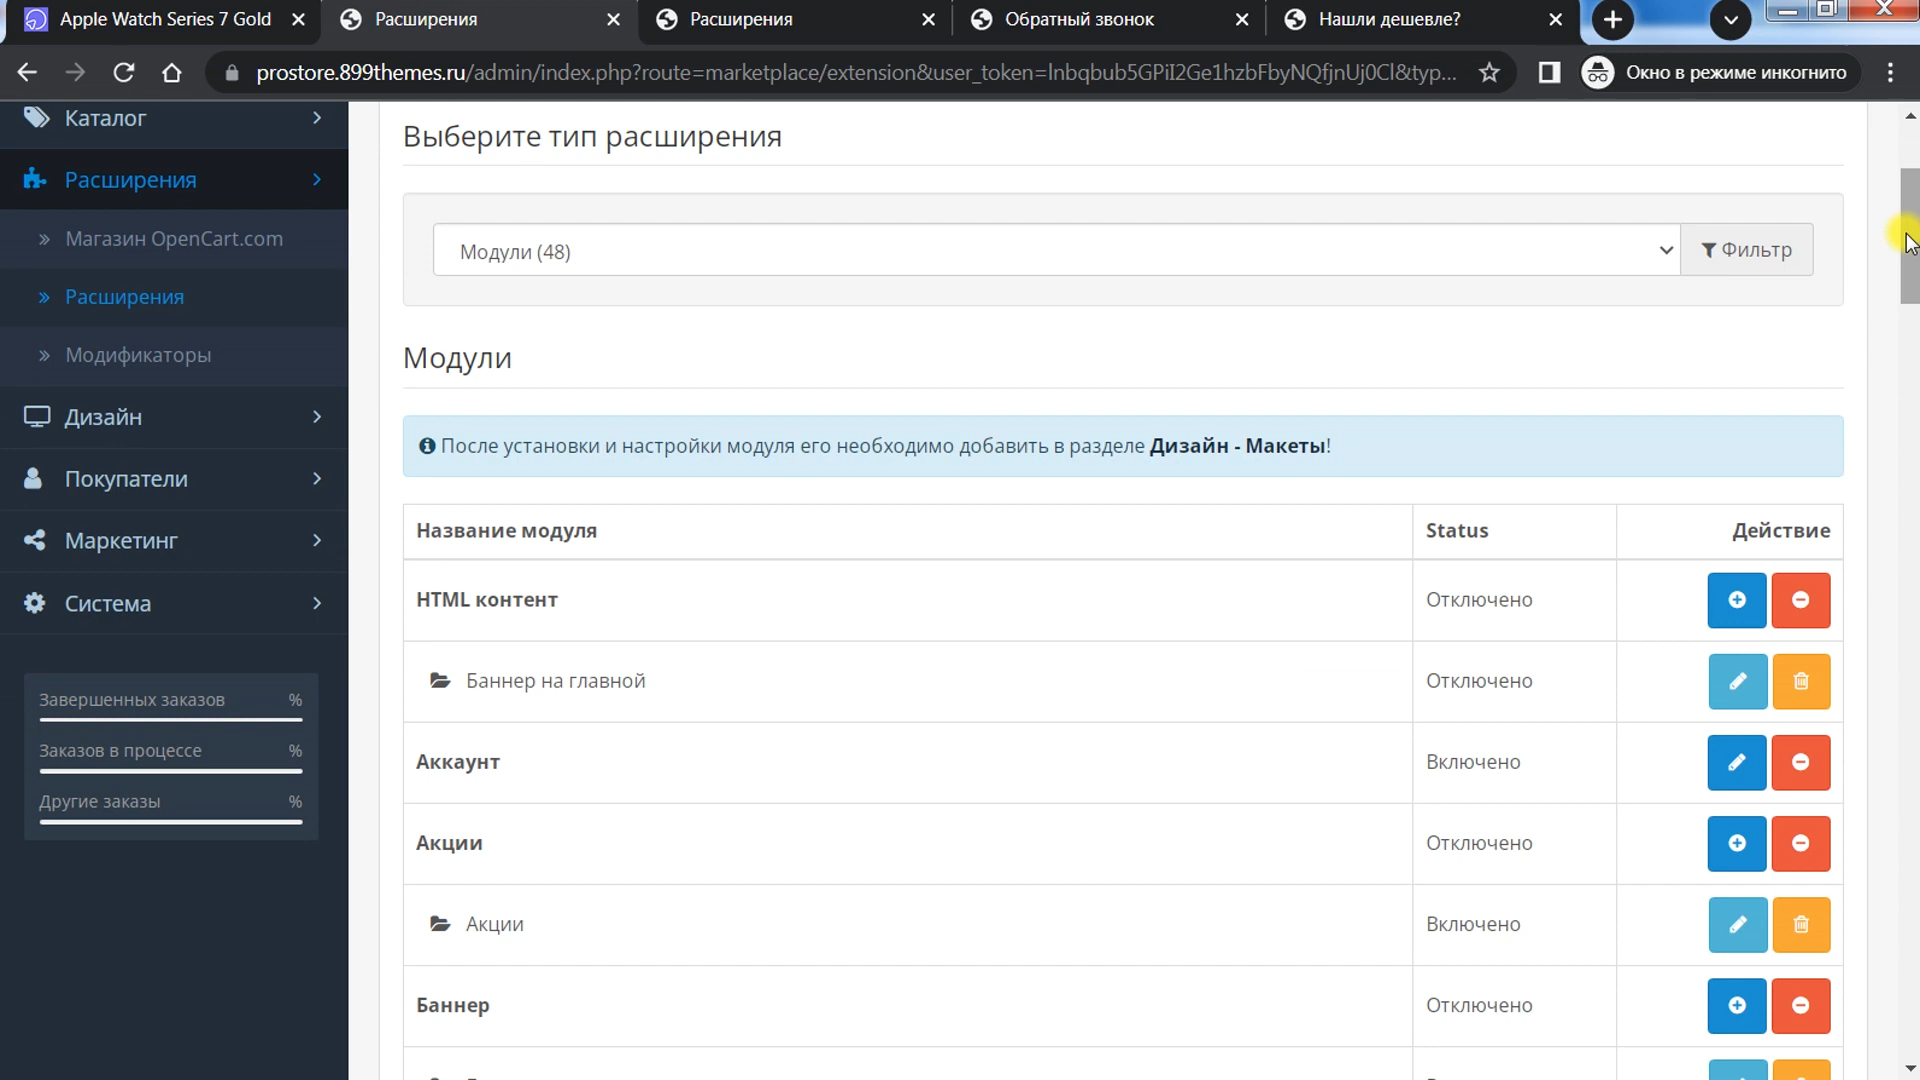 Apple Watch Series 7 Gold
Расширения
Расширения
Обратный звонок
Нашли дешевле?
prostore.899themes.ru/admin/index.php?route=marketplace/extension&user_token=lnbqbub5GPiI2Ge1hzbFbyNQfjnUj0Cl&typ...
Окно в режиме инкогнито
Каталог
Расширения
Магазин OpenCart.com
Расширения
Модификаторы
Дизайн
Покупатели
Маркетинг
Система
Завершенных заказов %
Заказов в процессе %
Другие заказы %
Выберите тип расширения
Модули (48)
Фильтр
Модули
После установки и настройки модуля его необходимо добавить в разделе Дизайн - Макеты!
Название модуля Status Действие
HTML контент Отключено
Баннер на главной Отключено
Аккаунт Включено
Акции Отключено
Акции Включено
Баннер Отключено